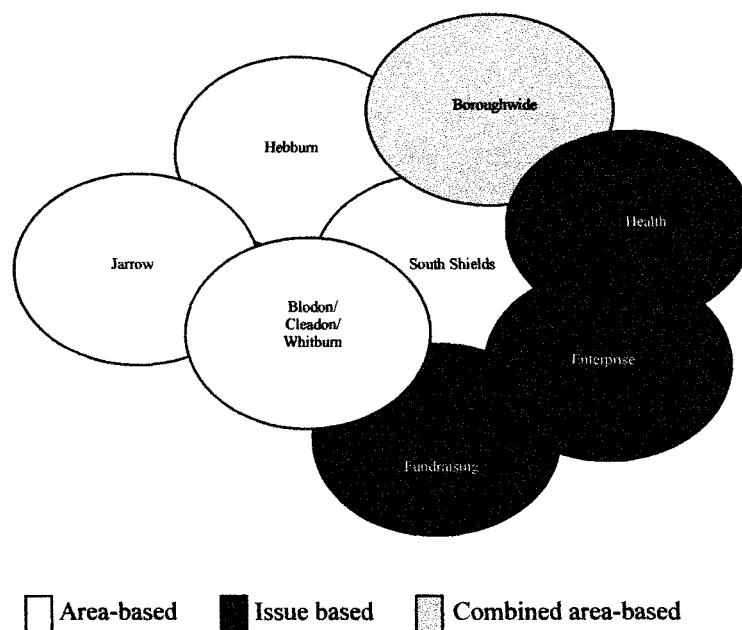 Boroughwide
Hebburn
Health
Jarrow
South Shields
Blodon/
Cleadon/
Whitburn
Enterprise
Fundraising
Area-based
Issue based
Combined area-based